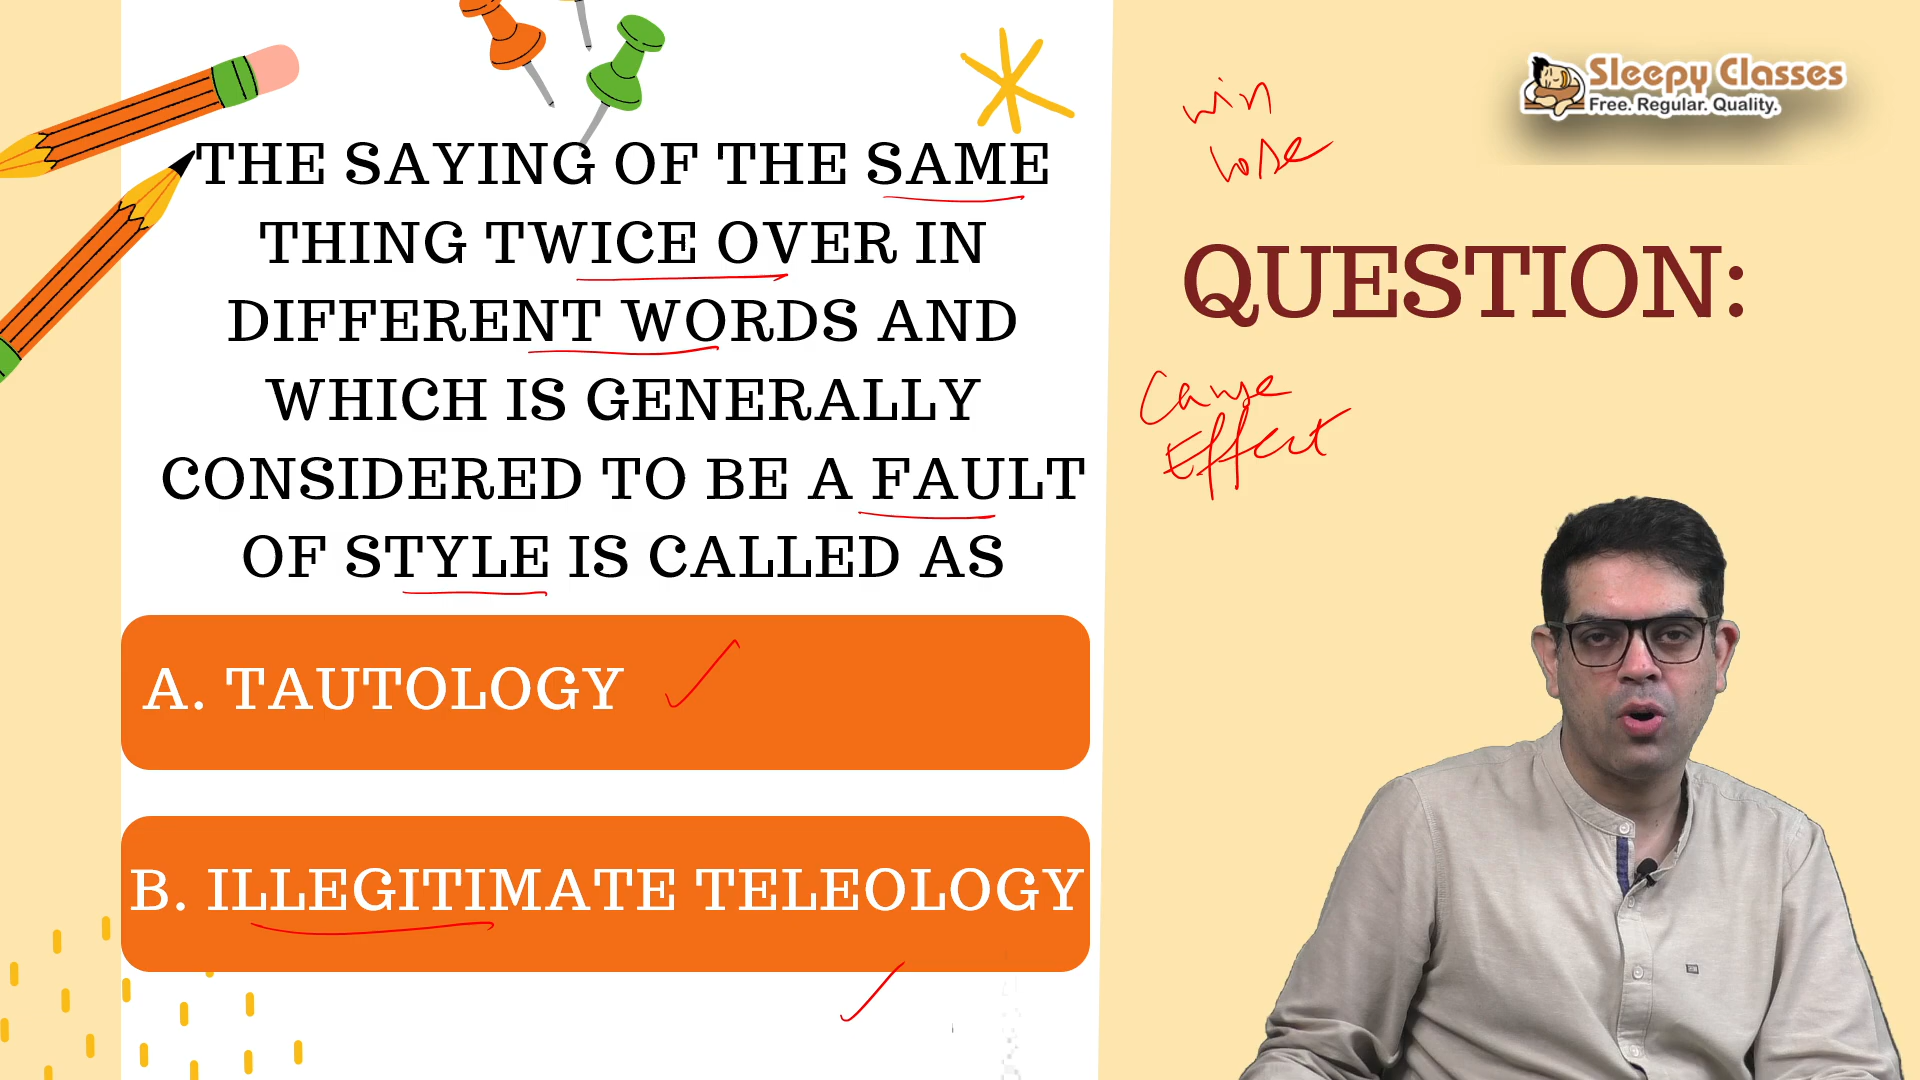 THE SAYING OF THE SAME
THING TWICE OVER IN
DIFFERENT WORDS AND
WHICH IS GENERALLY
CONSIDERED TO BE A FAULT
OF STYLE IS CALLED AS
A. TAUTOLOGY
B. ILLEGITIMATE TELEOLOGY
win
lose
Sleepy Classes
Free. Regular. Quality.
QUESTION:
Cause
Effect